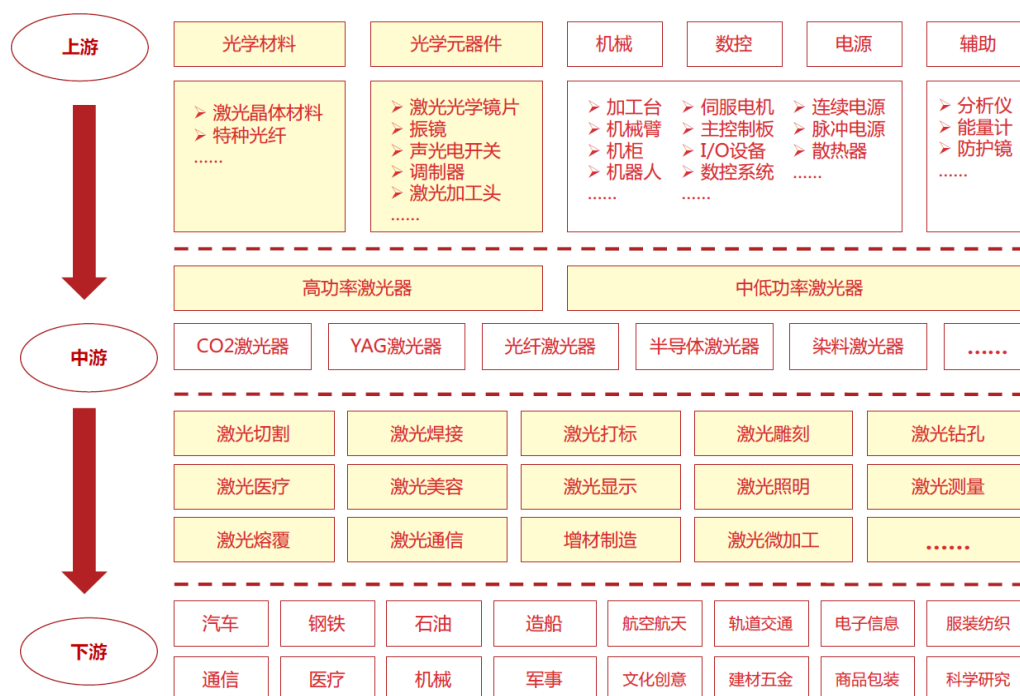 上游
光学材料
光学元器件
机械
数控
电源
辅助
➢ 激光晶体材料
➢ 特种光纤
......
➢ 激光光学镜片
➢ 振镜
➢ 声光电开关
➢ 调制器
➢ 激光加工头
......
➢ 加工台
➢ 机械臂
➢ 机柜
➢ 机器人
......
➢ 伺服电机
➢ 主控制板
➢ I/O设备
➢ 数控系统
......
➢ 连续电源
➢ 脉冲电源
➢ 散热器
......
➢ 分析仪
➢ 能量计
➢ 防护镜
......
高功率激光器
中低功率激光器
中游
CO2激光器
YAG激光器
光纤激光器
半导体激光器
染料激光器
......
激光切割
激光焊接
激光打标
激光雕刻
激光钻孔
激光医疗
激光美容
激光显示
激光照明
激光测量
激光熔覆
激光通信
增材制造
激光微加工
......
下游
汽车
钢铁
石油
造船
航空航天
轨道交通
电子信息
服装纺织
通信
医疗
机械
军事
文化创意
建材五金
商品包装
科学研究